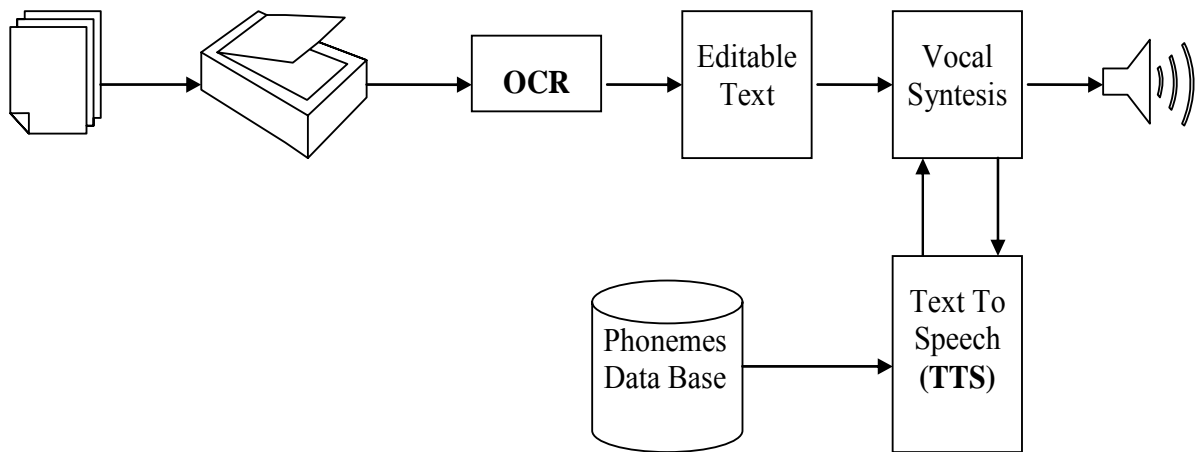 OCR
Editable
Text
Vocal
Syntesis
Phonemes
Data Base
Text To
Speech
(TTS)